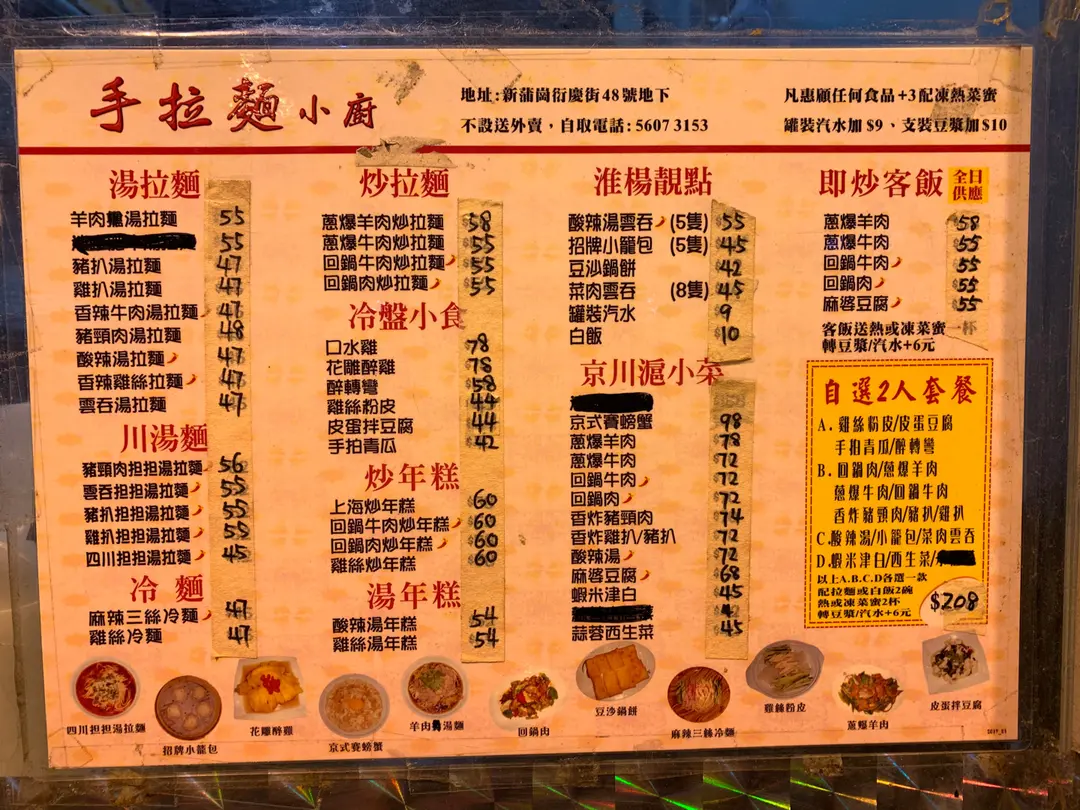 手拉麵小廚
地址:新蒲崗衍慶街48號地下
不設送外賣,自取電話:5607 3153
凡惠顧任何食品+3配凍熱菜蜜
罐裝汽水加 $9、支裝豆漿加$10
湯拉麵
羊肉湯拉麵 55
55
豬扒湯拉麵 47
雞扒湯拉麵 47
香辣牛肉湯拉麵 47
豬頸肉湯拉麵 48
酸辣湯拉麵 47
香辣雞絲拉麵 47
雲吞湯拉麵 47
川湯麵
豬頸肉担担湯拉麵 56
雲吞担担湯拉麵 55
豬扒担担湯拉麵 55
雞扒担担湯拉麵 55
四川担担湯拉麵 45
冷 麵
麻辣三絲冷麵 47
雞絲冷麵 47
炒拉麵
蔥爆羊肉炒拉麵 58
蔥爆牛肉炒拉麵 55
回鍋牛肉炒拉麵 55
回鍋肉炒拉麵 55
冷盤小食
口水雞 78
花雕醉雞 78
醉轉彎 58
雞絲粉皮 44
皮蛋拌豆腐 44
手拍青瓜 42
炒年糕
上海炒年糕 60
回鍋牛肉炒年糕 60
回鍋肉炒年糕 60
雞絲炒年糕 60
湯年糕
酸辣湯年糕 54
雞絲湯年糕 54
淮楊靚點
酸辣湯雲吞 (5隻) 55
招牌小籠包 (5隻) 45
豆沙鍋餅 42
菜肉雲吞 (8隻) 45
罐裝汽水 9
白飯 10
京川滬小菜
京式賽螃蟹 98
蔥爆羊肉 78
蔥爆牛肉 72
回鍋牛肉 72
回鍋肉 72
香炸豬頸肉 74
香炸雞扒/豬扒 72
酸辣湯 72
麻婆豆腐 68
蝦米津白 45
蒜蓉西生菜 45
即炒客飯 全日供應
蔥爆羊肉 58
蔥爆牛肉 55
回鍋牛肉 55
回鍋肉 55
麻婆豆腐 55
客飯送熱或凍菜蜜一杯
轉豆漿/汽水+6元
自選2人套餐
A.雞絲粉皮/皮蛋豆腐
手拍青瓜/醉轉彎
B.回鍋肉/蔥爆羊肉
蔥爆牛肉/回鍋牛肉
香炸豬頸肉/豬扒/雞扒
C.酸辣湯/小籠包/菜肉雲吞
D.蝦米津白/西生菜/
以上A.B.C.D各選一款
配拉麵或白飯2碗
熱或凍菜蜜2杯
轉豆漿/汽水+6元
$208
四川担担湯拉麵
招牌小籠包
花雕醉雞
京式賽螃蟹
羊肉湯麵
回鍋肉
豆沙鍋餅
麻辣三絲冷麵
雞絲粉皮
蔥爆羊肉
皮蛋拌豆腐